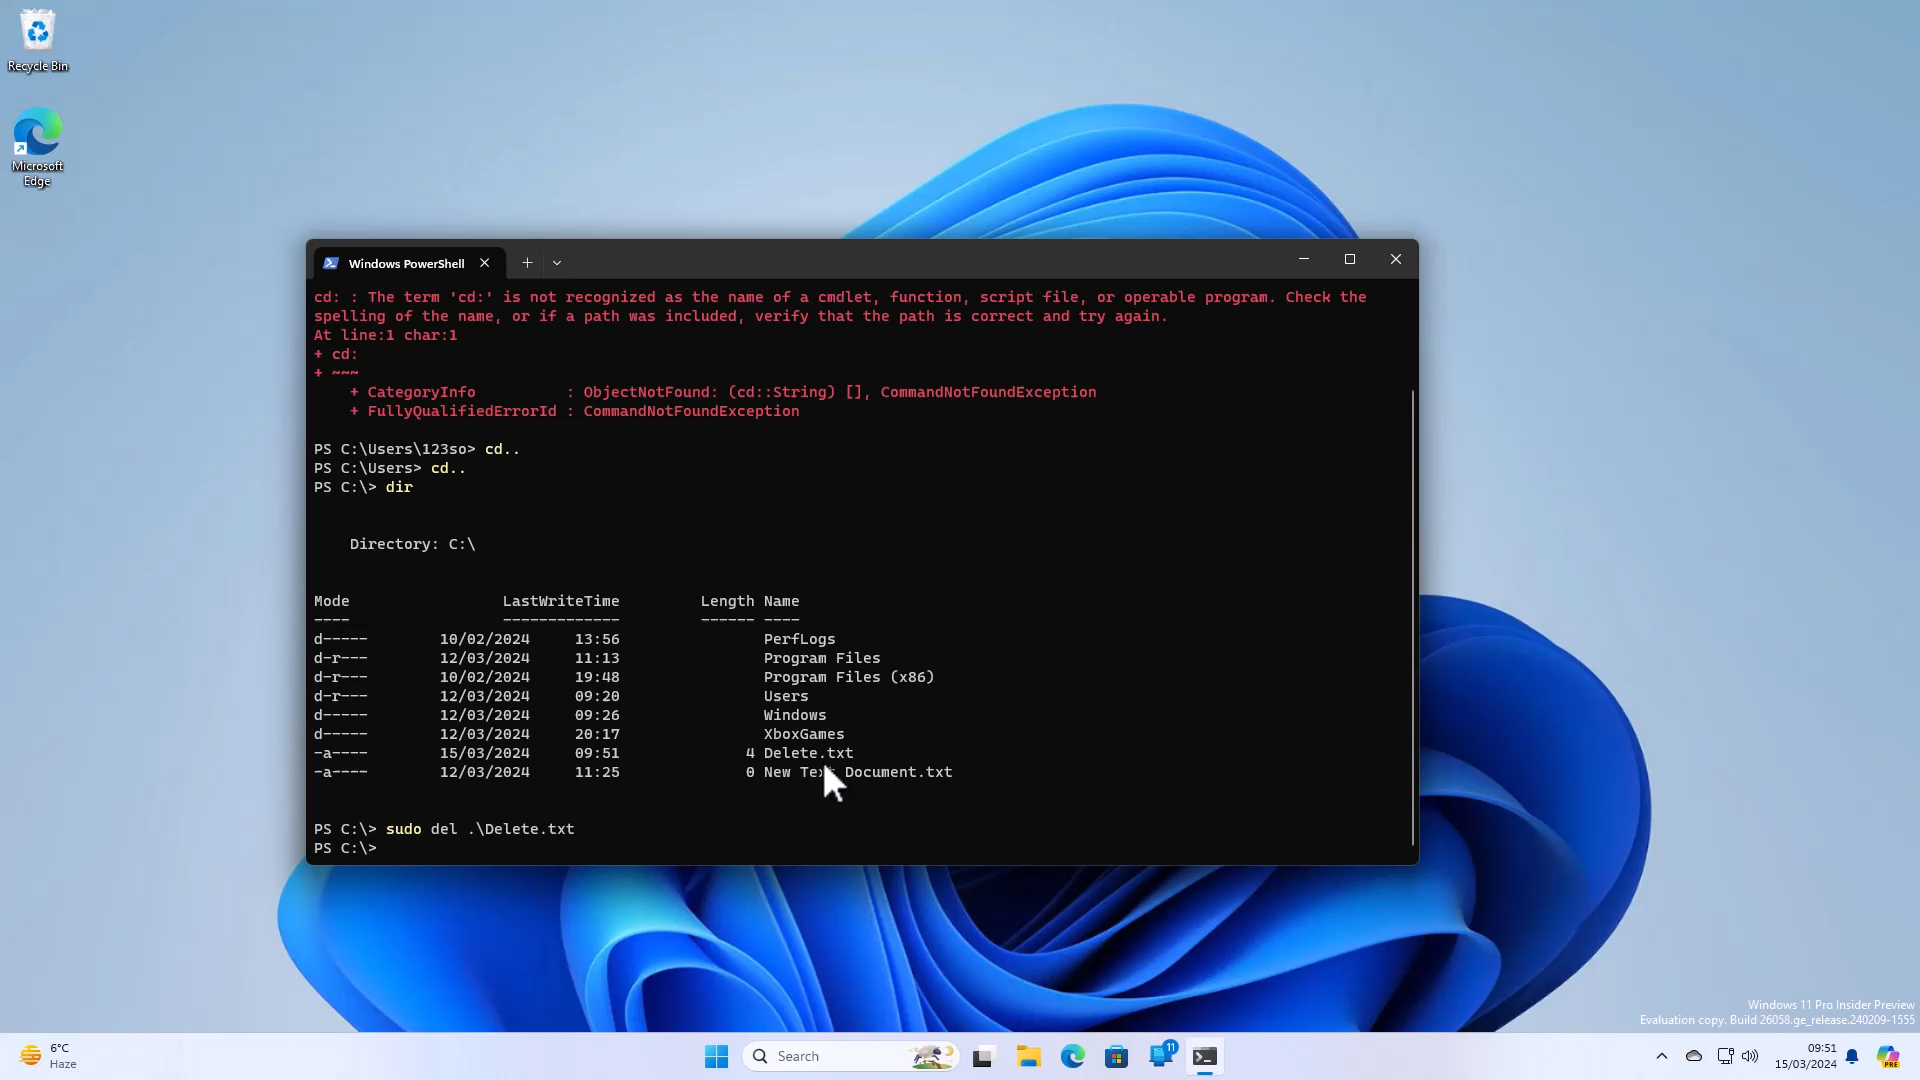 Recycle Bin
Microsoft
Edge
Windows PowerShell
cd: : The term 'cd:' is not recognized as the name of a cmdlet, function, script file, or operable program. Check the
spelling of the name, or if a path was included, verify that the path is correct and try again.
At line:1 char:1
+ cd:
+ ~~~
    + CategoryInfo          : ObjectNotFound: (cd::String) [], CommandNotFoundException
    + FullyQualifiedErrorId : CommandNotFoundException
PS C:\Users\123so> cd..
PS C:\Users> cd..
PS C:\> dir
    Directory: C:\
Mode                 LastWriteTime         Length Name
----                 -------------         ------ ----
d-----        10/02/2024     13:56                PerfLogs
d-r---        12/03/2024     11:13                Program Files
d-r---        10/02/2024     19:48                Program Files (x86)
d-r---        12/03/2024     09:20                Users
d-----        12/03/2024     09:26                Windows
d-----        12/03/2024     20:17                XboxGames
-a----        15/03/2024     09:51              4 Delete.txt
-a----        12/03/2024     11:25              0 New Text Document.txt
PS C:\> sudo del .\Delete.txt
PS C:\>
Windows 11 Pro Insider Preview
Evaluation copy. Build 26058.ge_release.240209-1555
6°C
Haze
Search
11
09:51
15/03/2024
PRE